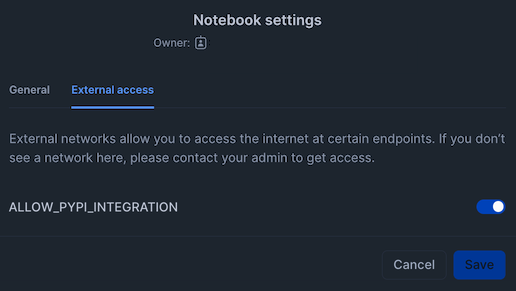 Notebook settings
Owner:
General External access
External networks allow you to access the internet at certain endpoints. If you don't
see a network here, please contact your admin to get access.
ALLOW_PYPI_INTEGRATION
Cancel Save